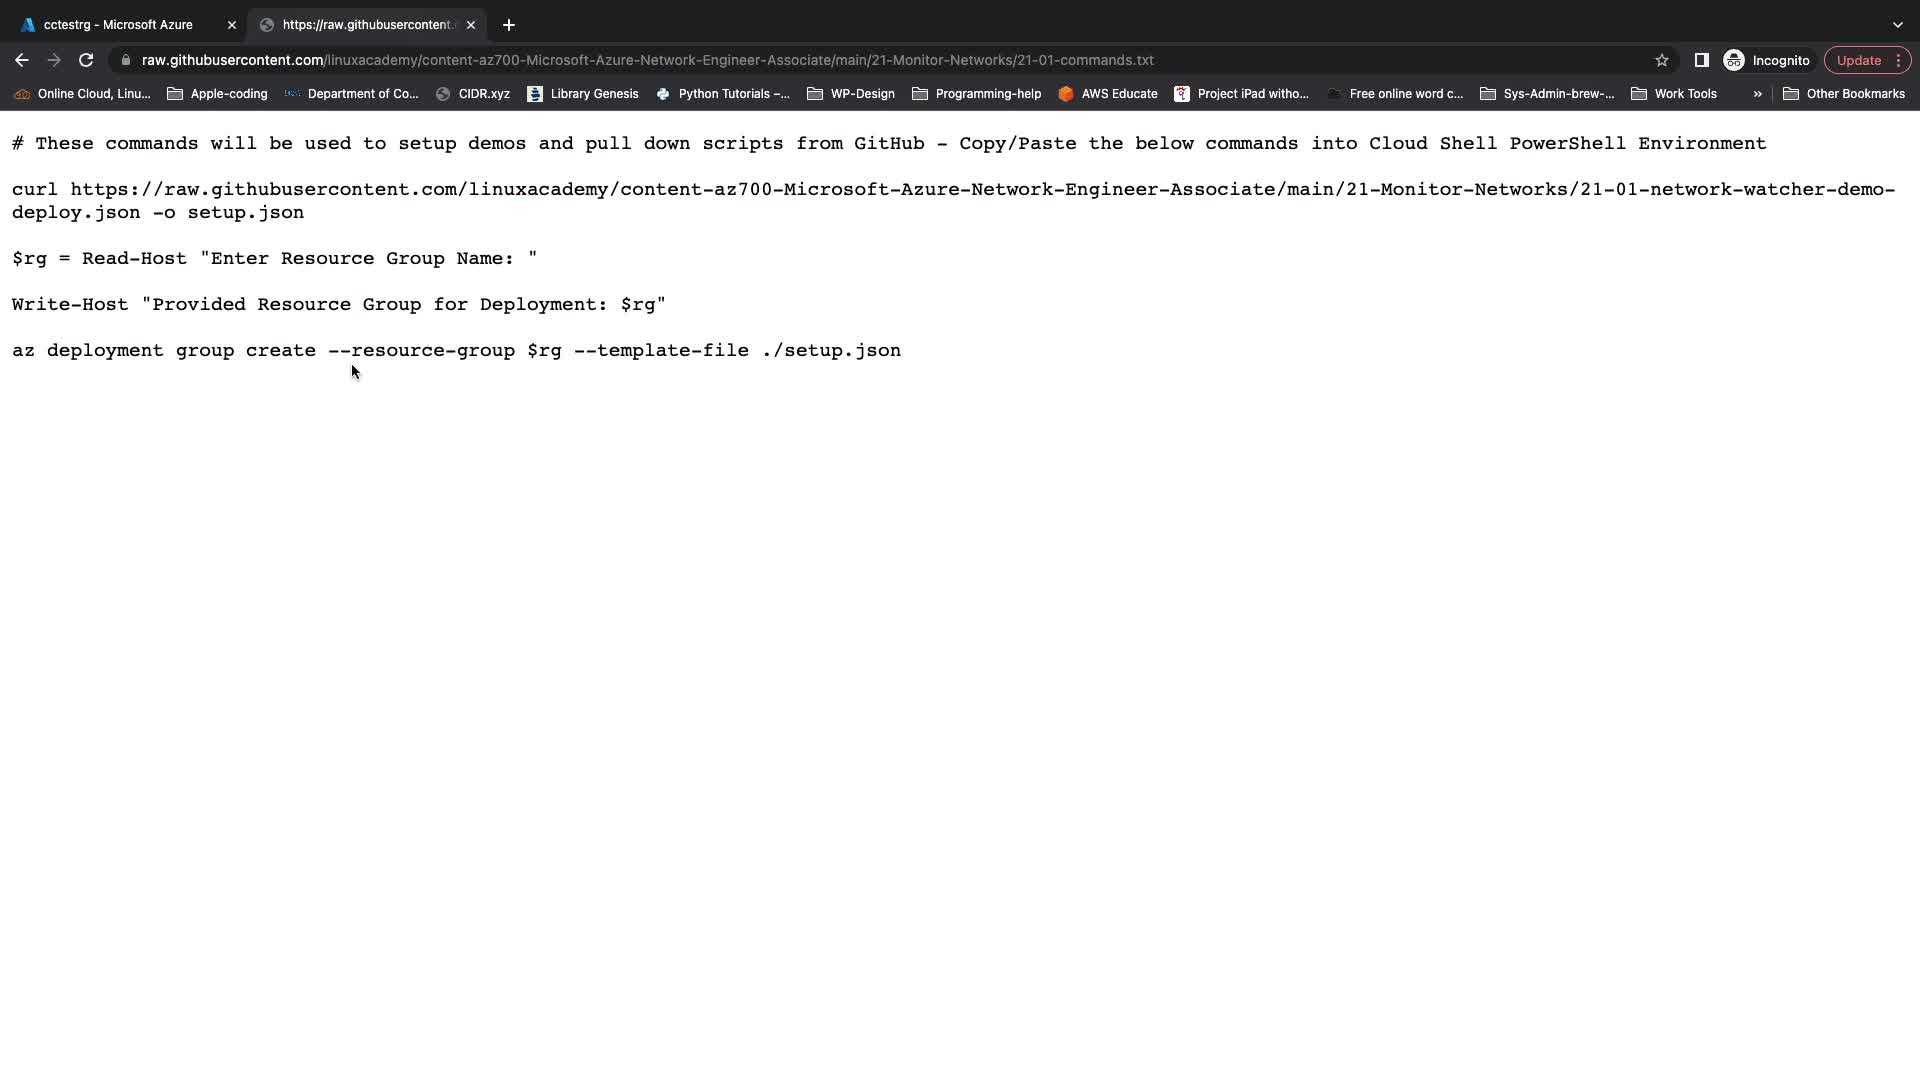 cctestrg - Microsoft Azure
https://raw.githubusercontent.
raw.githubusercontent.com/linuxacademy/content-az700-Microsoft-Azure-Network-Engineer-Associate/main/21-Monitor-Networks/21-01-commands.txt
Incognito
Update
Online Cloud, Linu...
Apple-coding
Department of Co...
CIDR.xyz
Library Genesis
Python Tutorials –...
WP-Design
Programming-help
AWS Educate
Project iPad witho...
Free online word c...
Sys-Admin-brew-...
Work Tools
»
Other Bookmarks
# These commands will be used to setup demos and pull down scripts from GitHub - Copy/Paste the below commands into Cloud Shell PowerShell Environment
curl https://raw.githubusercontent.com/linuxacademy/content-az700-Microsoft-Azure-Network-Engineer-Associate/main/21-Monitor-Networks/21-01-network-watcher-demo-
deploy.json -o setup.json
$rg = Read-Host "Enter Resource Group Name: "
Write-Host "Provided Resource Group for Deployment: $rg"
az deployment group create --resource-group $rg --template-file ./setup.json